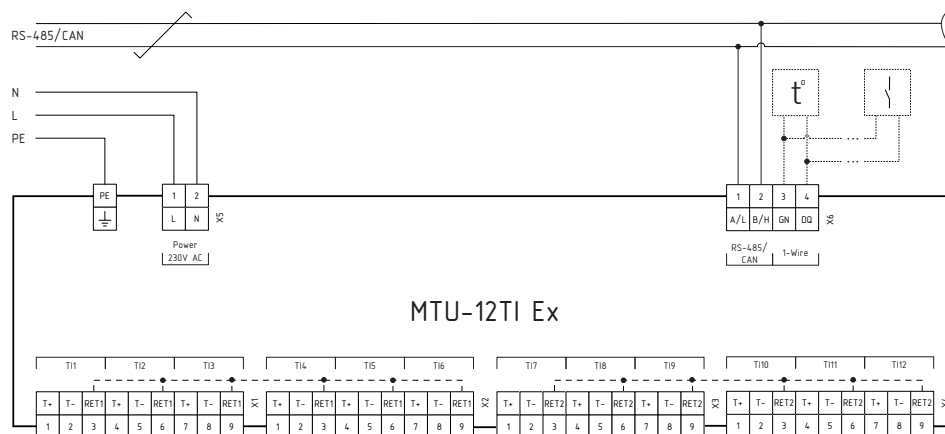 RS-485/CAN
N
L
PE
t°
... 
...
PE 1 2 1 2 3 4
L N X5 A/L B/H GN DQ X6
Power
230V AC
RS-485/
CAN
1-Wire
MTU-12TI Ex
TI1 TI2 TI3 TI4 TI5 TI6 TI7 TI8 TI9 TI10 TI11 TI12
T+ T- RET1 T+ T- RET1 T+ T- RET1 X1 T+ T- RET1 T+ T- RET1 T+ T- RET1 X2 T+ T- RET2 T+ T- RET2 T+ T- RET2 X3 T+ T- RET2 T+ T- RET2 T+ T- RET2
1 2 3 4 5 6 7 8 9 1 2 3 4 5 6 7 8 9 1 2 3 4 5 6 7 8 9 1 2 3 4 5 6 7 8 9